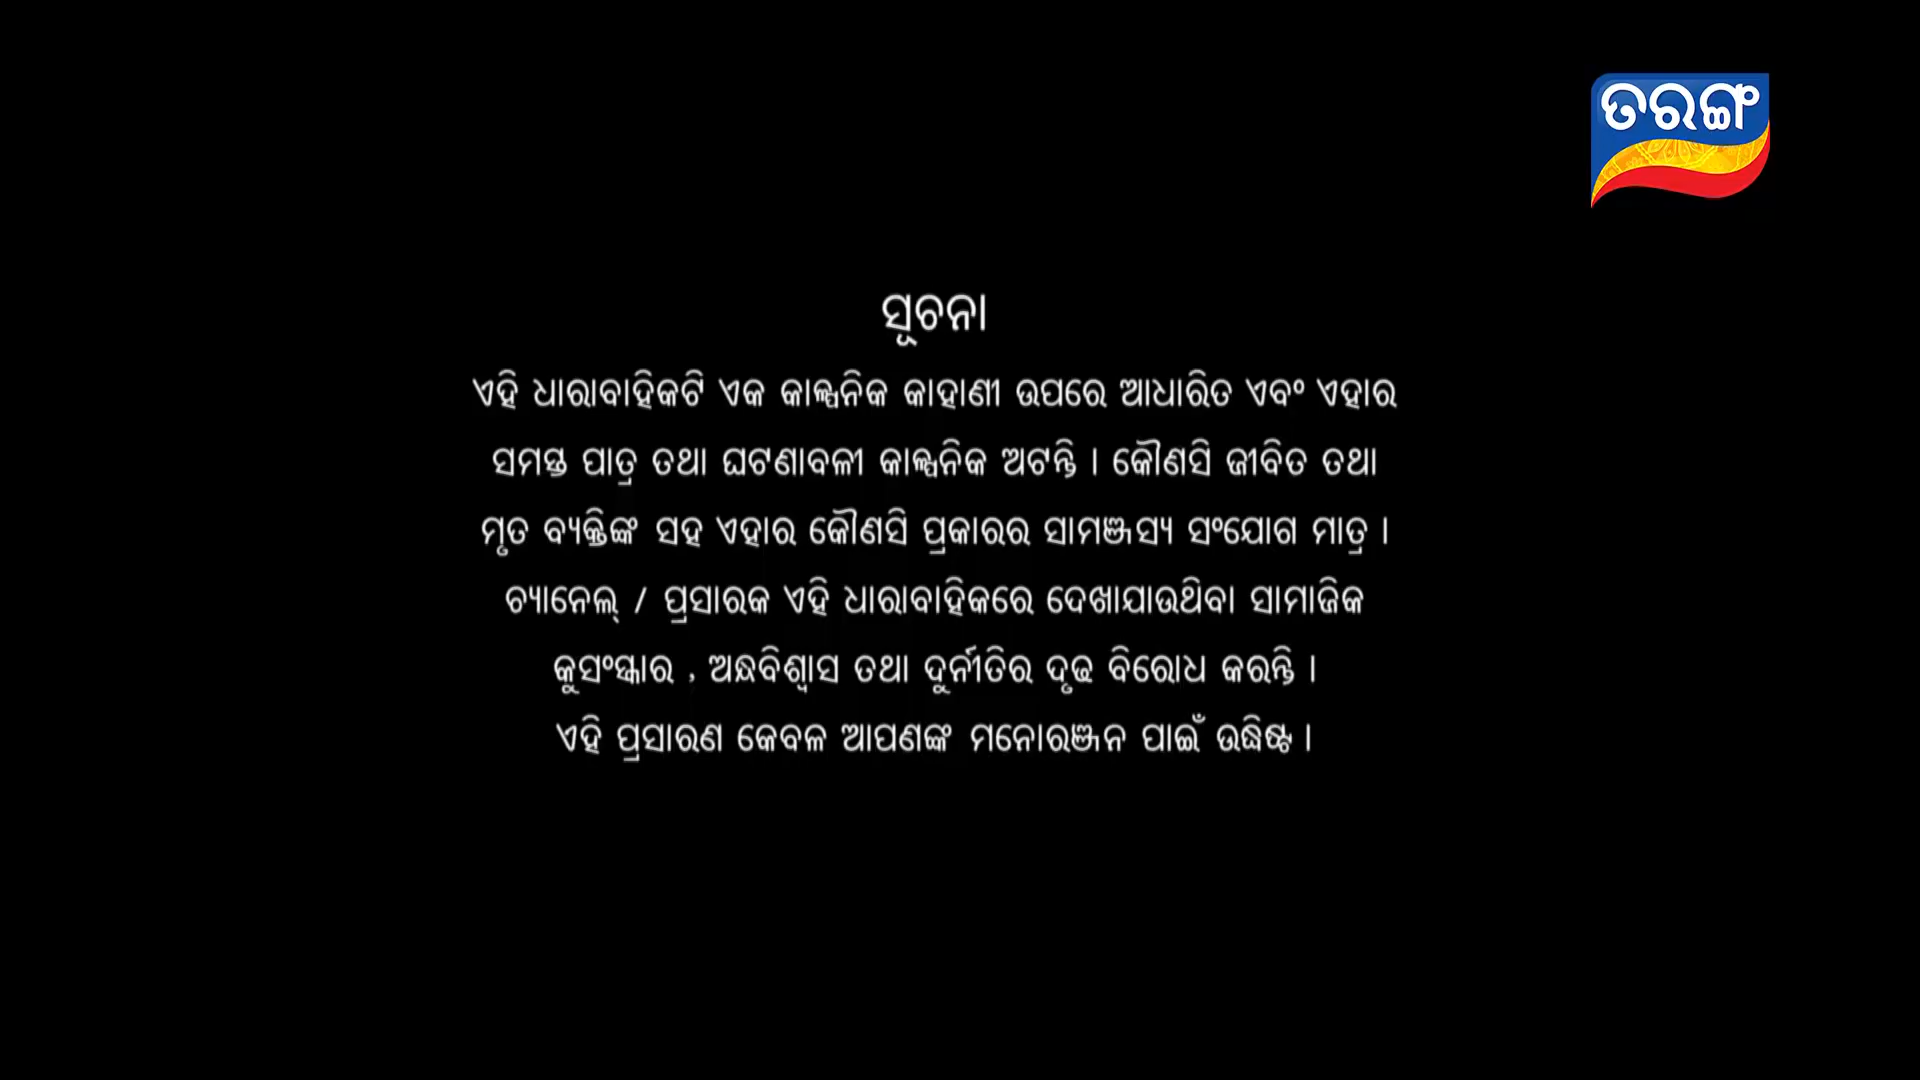 ତରଙ୍ଗ
ସୂଚନା
ଏହି ଧାରାବାହିକଟି ଏକ କାଳ୍ପନିକ କାହାଣୀ ଉପରେ ଆଧାରିତ ଏବଂ ଏହାର
ସମସ୍ତ ପାତ୍ର ତଥା ଘଟଣାବଳୀ କାଳ୍ପନିକ ଅଟନ୍ତି । କୌଣସି ଜୀବିତ ତଥା
ମୃତ ବ୍ୟକ୍ତିଙ୍କ ସହ ଏହାର କୌଣସି ପ୍ରକାରର ସାମଞ୍ଜସ୍ୟ ସଂଯୋଗ ମାତ୍ର ।
ଚ୍ୟାନେଲ୍ / ପ୍ରସାରକ ଏହି ଧାରାବାହିକରେ ଦେଖାଯାଉଥିବା ସାମାଜିକ
କୁସଂସ୍କାର , ଅନ୍ଧବିଶ୍ୱାସ ତଥା ଦୁର୍ନୀତିର ଦୃଢ ବିରୋଧ କରନ୍ତି ।
ଏହି ପ୍ରସାରଣ କେବଳ ଆପଣଙ୍କ ମନୋରଞ୍ଜନ ପାଇଁ ଉଦ୍ଧିଷ୍ଟ ।